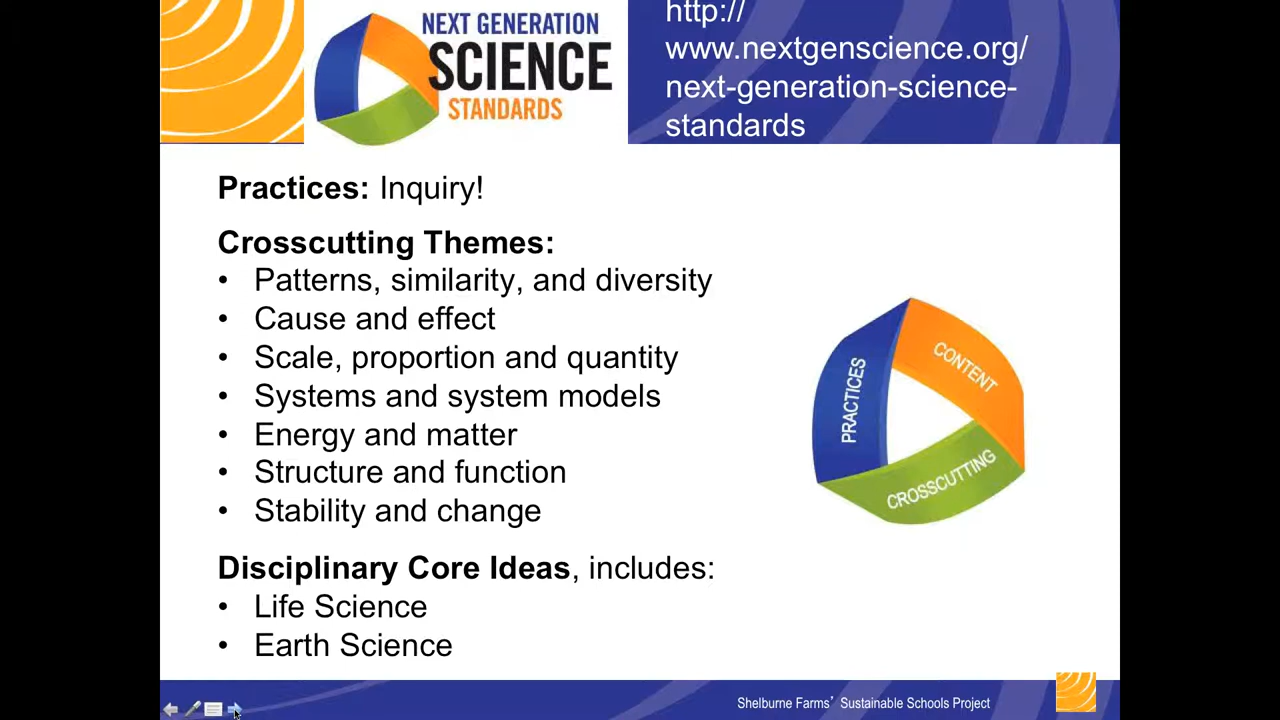 NEXT GENERATION
SCIENCE
STANDARDS
http://
www.nextgenscience.org/
next-generation-science-
standards
Practices: Inquiry!
Crosscutting Themes:
• Patterns, similarity, and diversity
• Cause and effect
• Scale, proportion and quantity
• Systems and system models
• Energy and matter
• Structure and function
• Stability and change
Disciplinary Core Ideas, includes:
• Life Science
• Earth Science
PRACTICES
CONTENT
CROSSCUTTING
Shelburne Farms’ Sustainable Schools Project